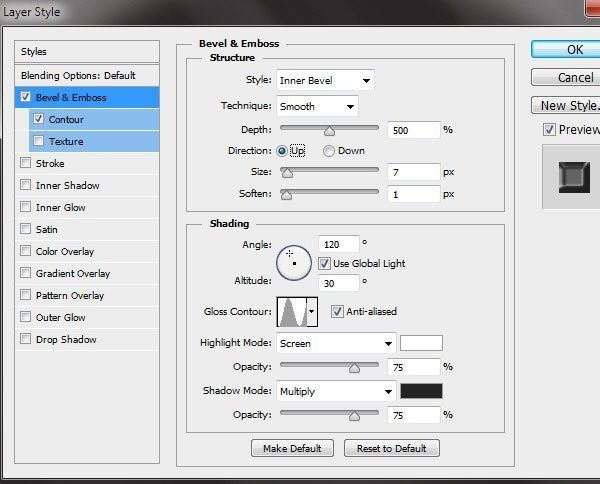 Layer Style
Styles
Blending Options: Default
Bevel & Emboss
Contour
Texture
Stroke
Inner Shadow
Inner Glow
Satin
Color Overlay
Gradient Overlay
Pattern Overlay
Outer Glow
Drop Shadow
Bevel & Emboss
Structure
Style: Inner Bevel
Technique: Smooth
Depth: 500 %
Direction: Up Down
Size: 7 px
Soften: 1 px
Shading
Angle: 120 °
Use Global Light
Altitude: 30 °
Gloss Contour: Anti-aliased
Highlight Mode: Screen
Opacity: 75 %
Shadow Mode: Multiply
Opacity: 75 %
Make Default Reset to Default
OK
Cancel
New Style...
Preview